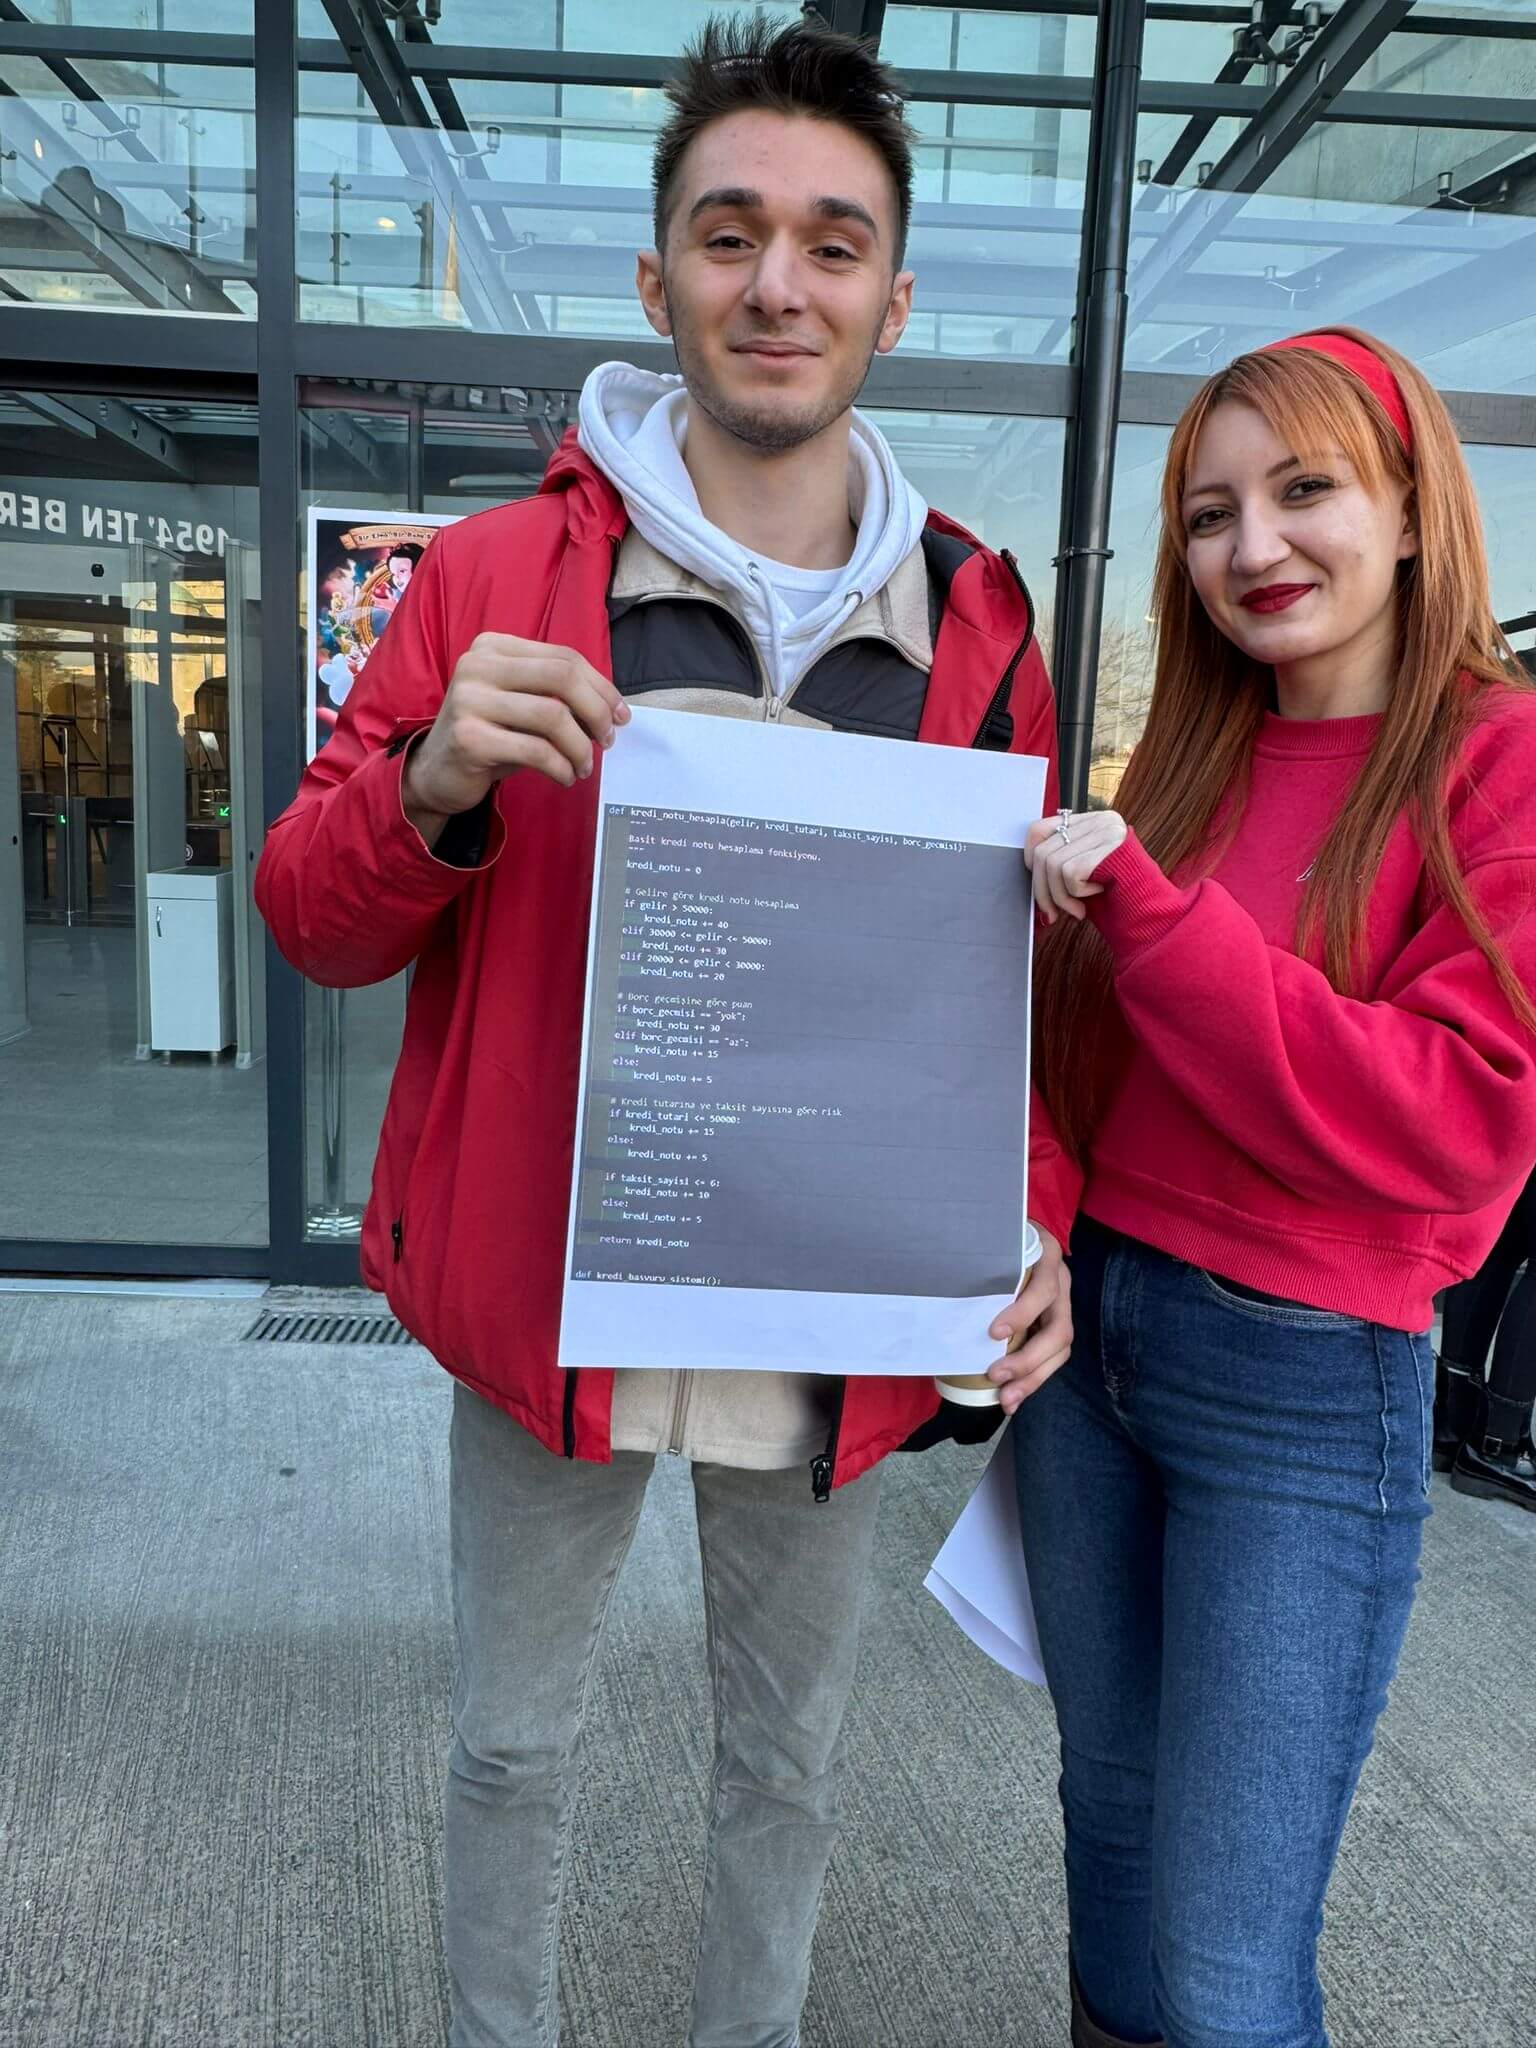 1954'TEN BER
def kredi_notu_hesapla(gelir, kredi_tutari, taksit_sayisi, borc_gecmisi):
"""
Basit kredi notu hesaplama fonksiyonu.
"""
kredi_notu = 0
# Gelire göre kredi notu hesaplama
if gelir > 50000:
kredi_notu += 40
elif 30000 <= gelir <= 50000:
kredi_notu += 30
elif 20000 <= gelir < 30000:
kredi_notu += 20
# Borç geçmişine göre puan
if borc_gecmisi == "yok":
kredi_notu += 30
elif borc_gecmisi == "az":
kredi_notu += 15
else:
kredi_notu += 5
# Kredi tutarına ve taksit sayısına göre risk
if kredi_tutari <= 50000:
kredi_notu += 15
else:
kredi_notu += 5
if taksit_sayisi <= 6:
kredi_notu += 10
else:
kredi_notu += 5
return kredi_notu
def kredi_basvuru_sistemi():